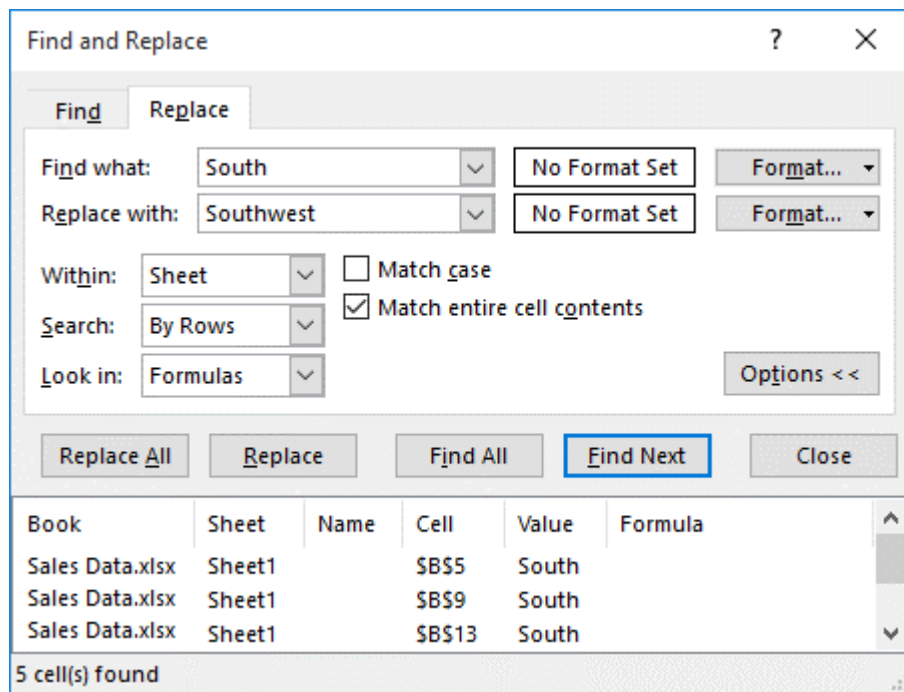 Find and Replace ?
Find Replace
Find what: South No Format Set Format...
Replace with: Southwest No Format Set Format...
Within: Sheet Match case
Match entire cell contents
Search: By Rows
Look in: Formulas Options <<
Replace All Replace Find All Find Next Close
Book Sheet Name Cell Value Formula
Sales Data.xlsx Sheet1 $B$5 South
Sales Data.xlsx Sheet1 $B$9 South
Sales Data.xlsx Sheet1 $B$13 South
5 cell(s) found